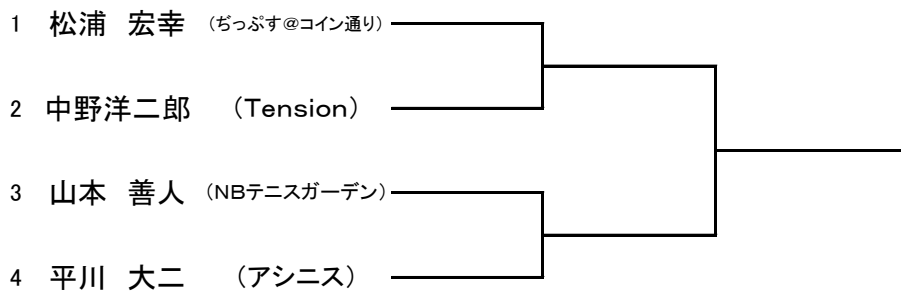 1 松浦 宏幸 (ぢっぷす@コイン通り)
2 中野洋二郎 (Tension)
3 山本 善人 (NBテニスガーデン)
4 平川 大二 (アシニス)